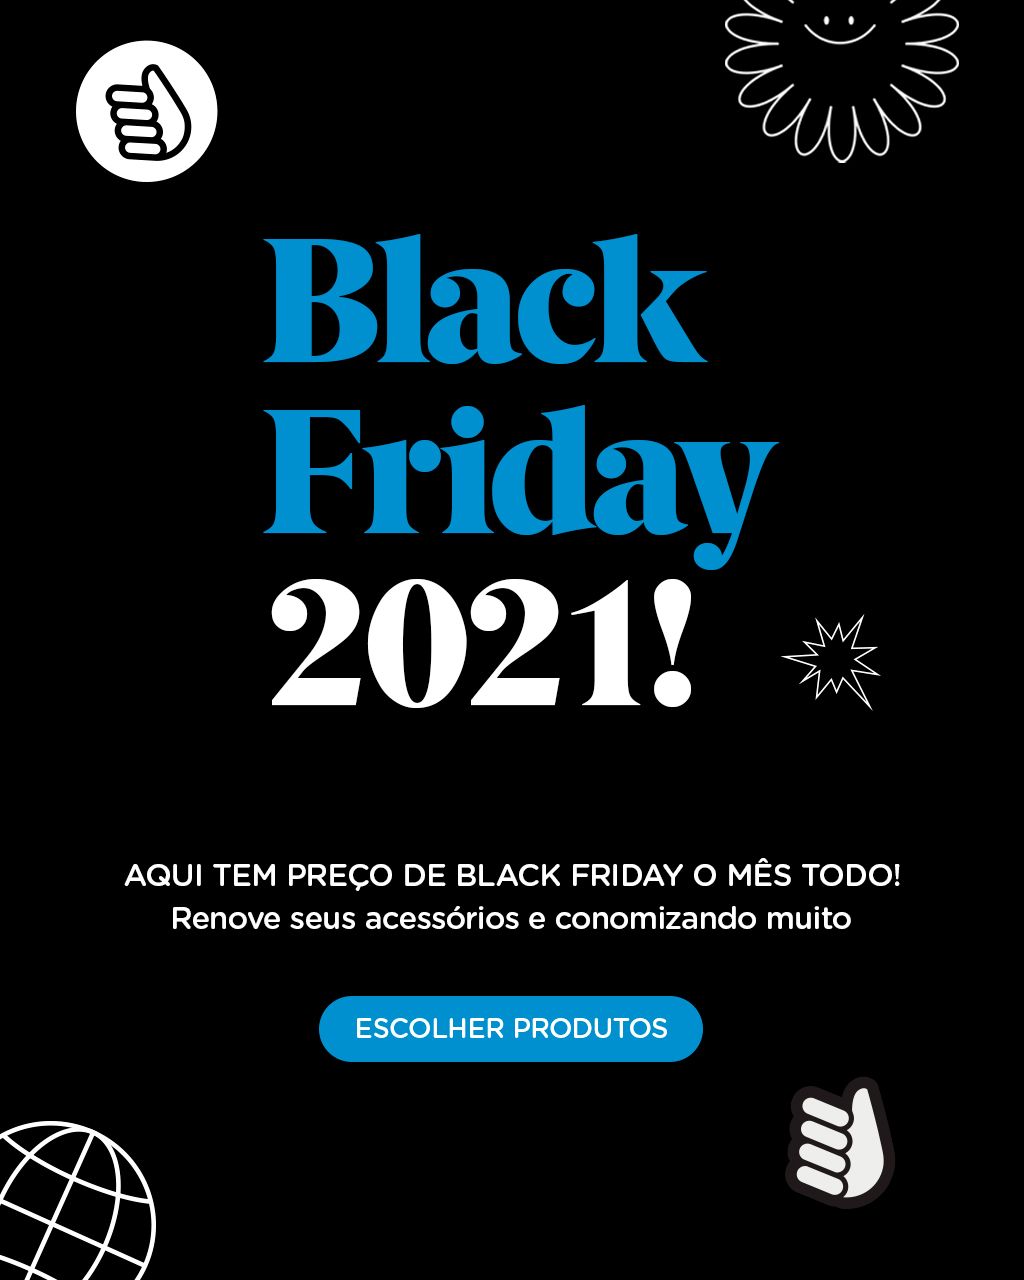 Black
Friday
2021!
AQUI TEM PREÇO DE BLACK FRIDAY O MÊS TODO!
Renove seus acessórios e conomizando muito
ESCOLHER PRODUTOS